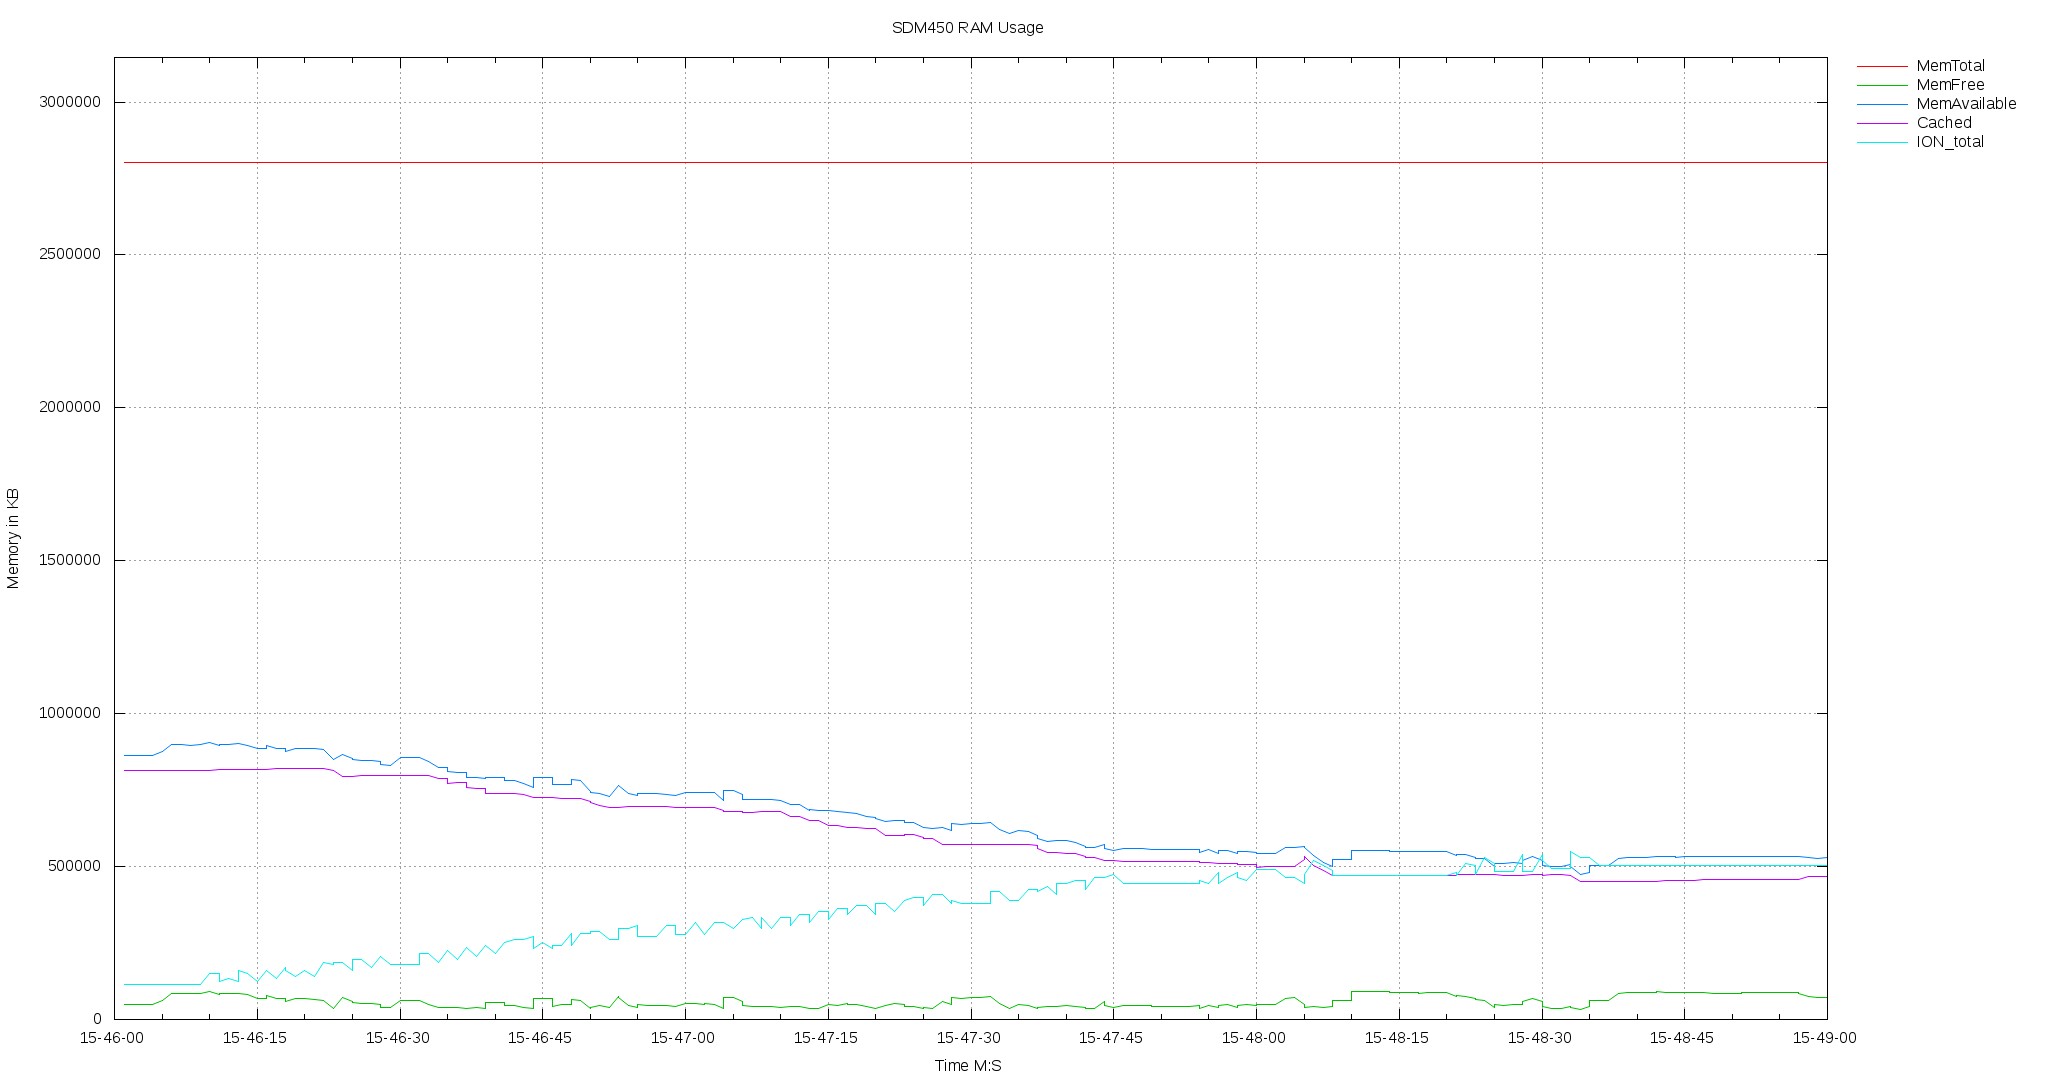 SDM450 RAM Usage
MemTotal
MemFree
MemAvailable
Cached
ION_total
3000000
2500000
2000000
1500000
1000000
500000
0
Memory in KB
15-46-00 15-46-15 15-46-30 15-46-45 15-47-00 15-47-15 15-47-30 15-47-45 15-48-00 15-48-15 15-48-30 15-48-45 15-49-00
Time M:S